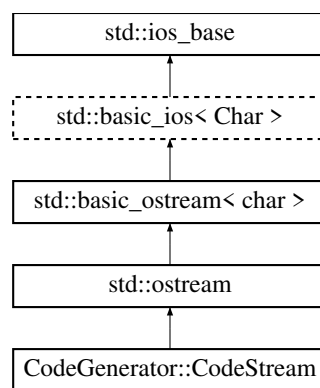 std::ios_base
std::basic_ios< Char >
std::basic_ostream< char >
std::ostream
CodeGenerator::CodeStream